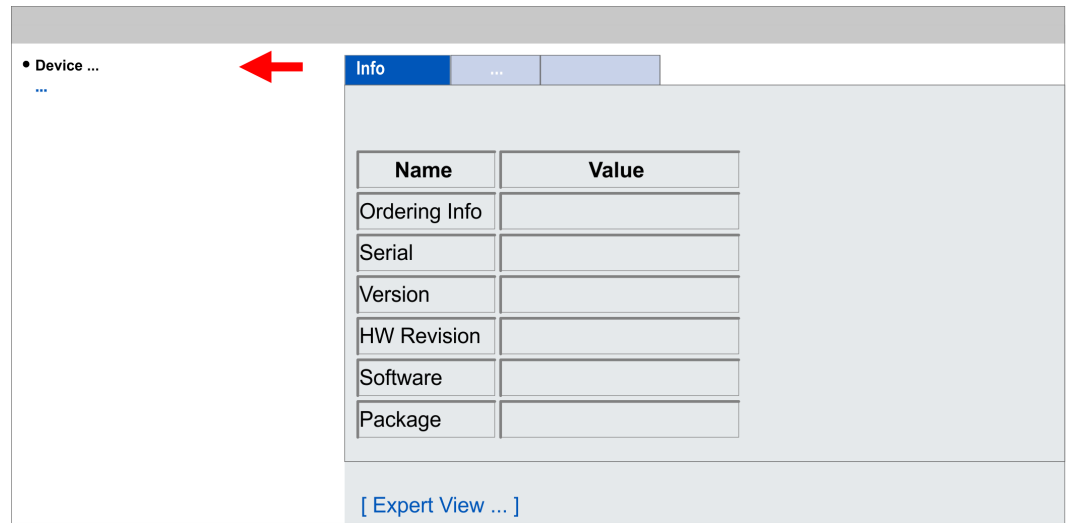 Device ...
...
Info ...
Name Value
Ordering Info
Serial
Version
HW Revision
Software
Package
[ Expert View ... ]